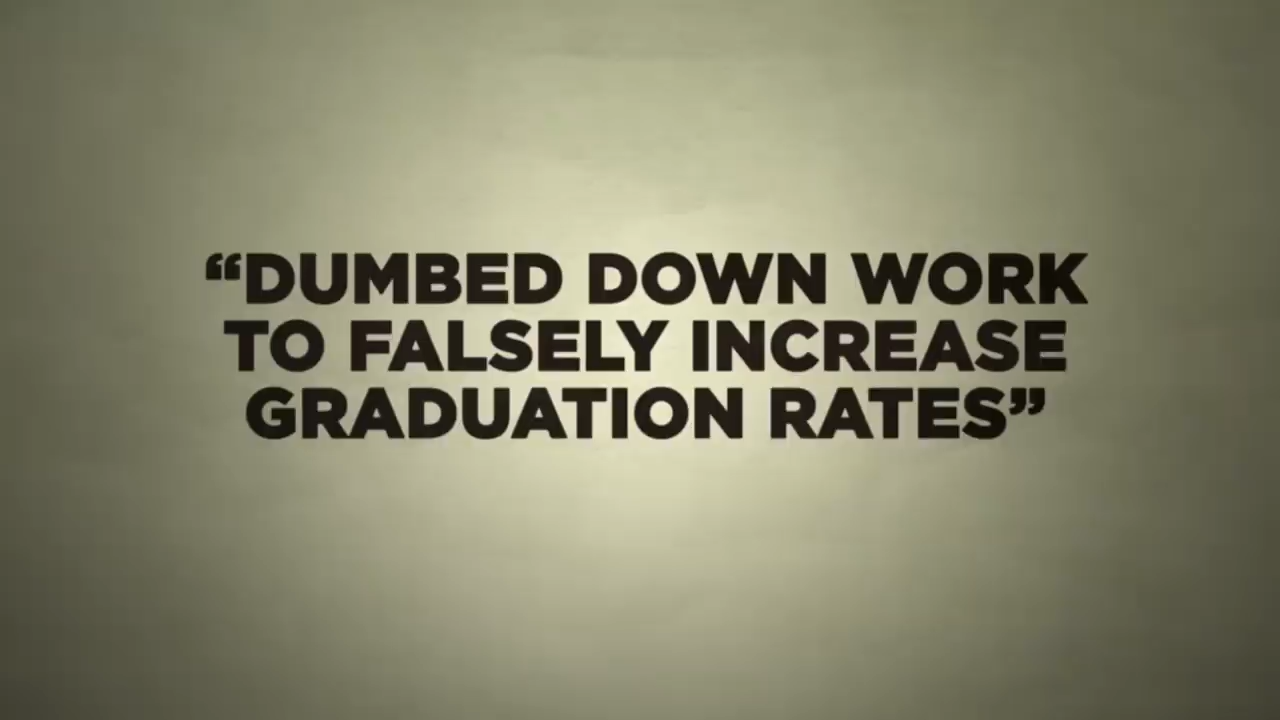 “DUMBED DOWN WORK
TO FALSELY INCREASE
GRADUATION RATES”